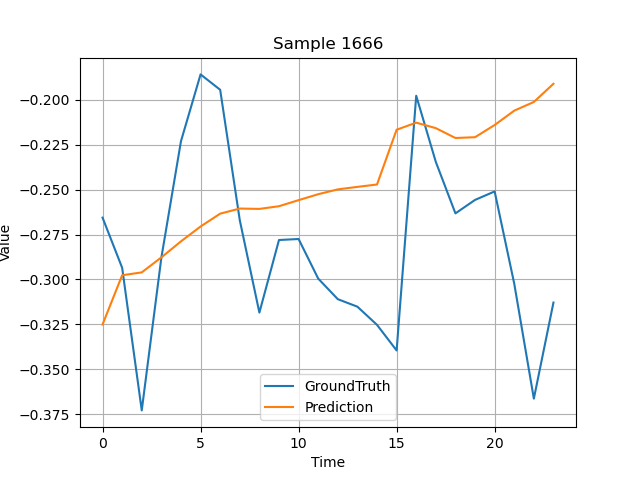 Sample 1666
Value
−0.200
−0.225
−0.250
−0.275
−0.300
−0.325
−0.350
−0.375
GroundTruth
Prediction
0 5 10 15 20
Time